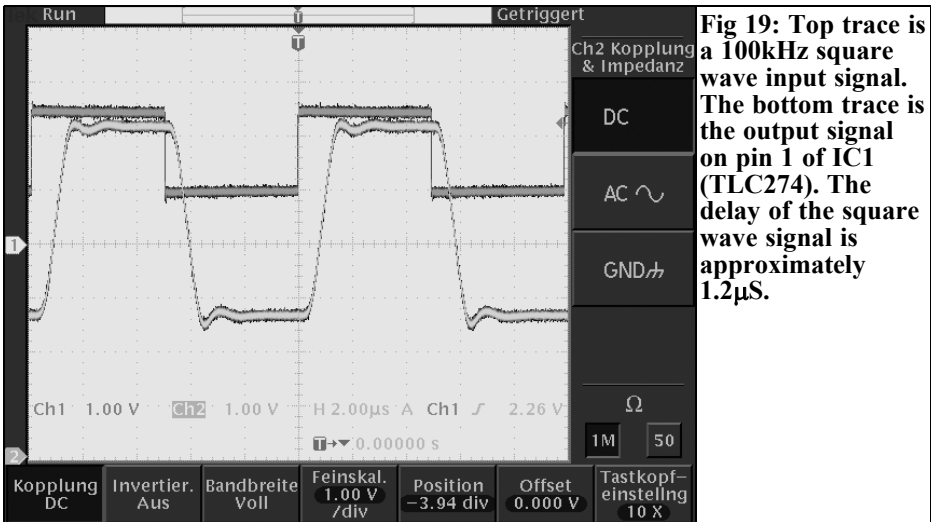 Run
Getriggert
T
T
Ch2 Kopplung
& Impedanz
DC
AC
GND
Ω
1M 50
1
2
Ch1 1.00 V Ch2 1.00 V H 2.00µs A Ch1 2.26 V
T 0.00000 s
Kopplung
DC
Invertier.
Aus
Bandbreite
Voll
Feinskal.
1.00 V
/div
Position
-3.94 div
Offset
0.000 V
Tastkopf-
einstellng
10 X
Fig 19: Top trace is
a 100kHz square
wave input signal.
The bottom trace is
the output signal
on pin 1 of IC1
(TLC274). The
delay of the square
wave signal is
approximately
1.2µS.